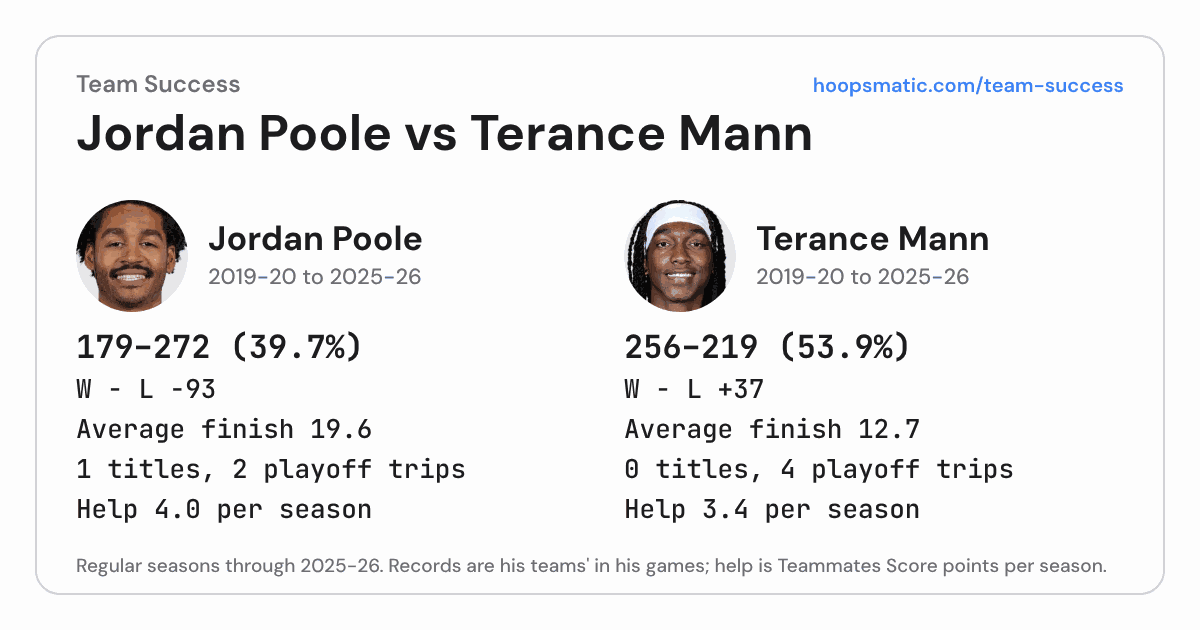 Team Success
hoopsmatic.com/team-success
Jordan Poole vs Terance Mann
Jordan Poole
2019-20 to 2025-26
179-272 (39.7%)
W - L -93
Average finish 19.6
1 titles, 2 playoff trips
Help 4.0 per season
Terance Mann
2019-20 to 2025-26
256-219 (53.9%)
W - L +37
Average finish 12.7
0 titles, 4 playoff trips
Help 3.4 per season
Regular seasons through 2025-26. Records are his teams' in his games; help is Teammates Score points per season.